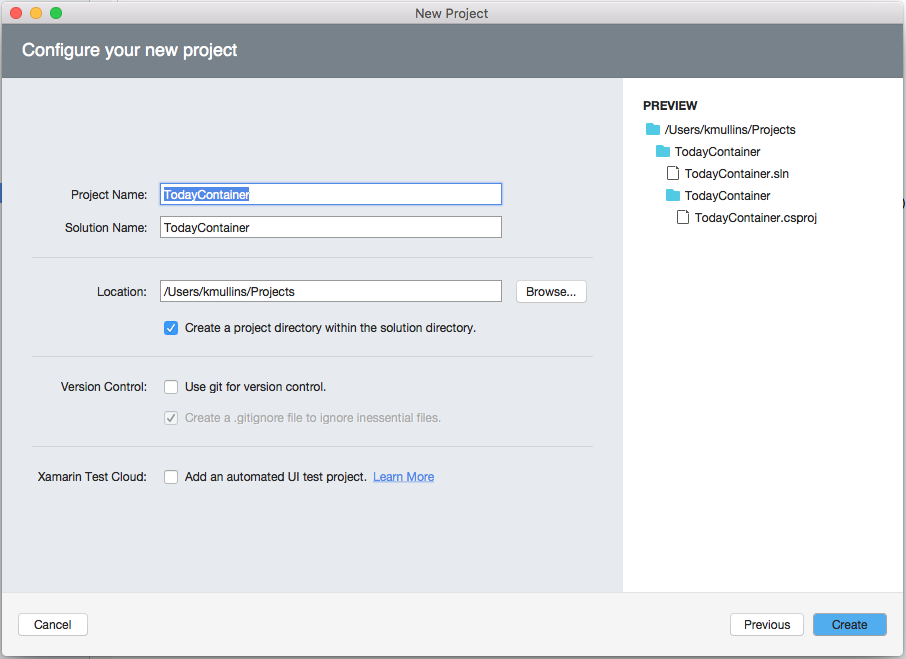 New Project
Configure your new project
Project Name: TodayContainer
Solution Name: TodayContainer
Location: /Users/kmullins/Projects Browse...
Create a project directory within the solution directory.
Version Control: Use git for version control.
Create a .gitignore file to ignore inessential files.
Xamarin Test Cloud: Add an automated UI test project. Learn More
PREVIEW
/Users/kmullins/Projects
TodayContainer
TodayContainer.sln
TodayContainer
TodayContainer.csproj
Cancel Previous Create